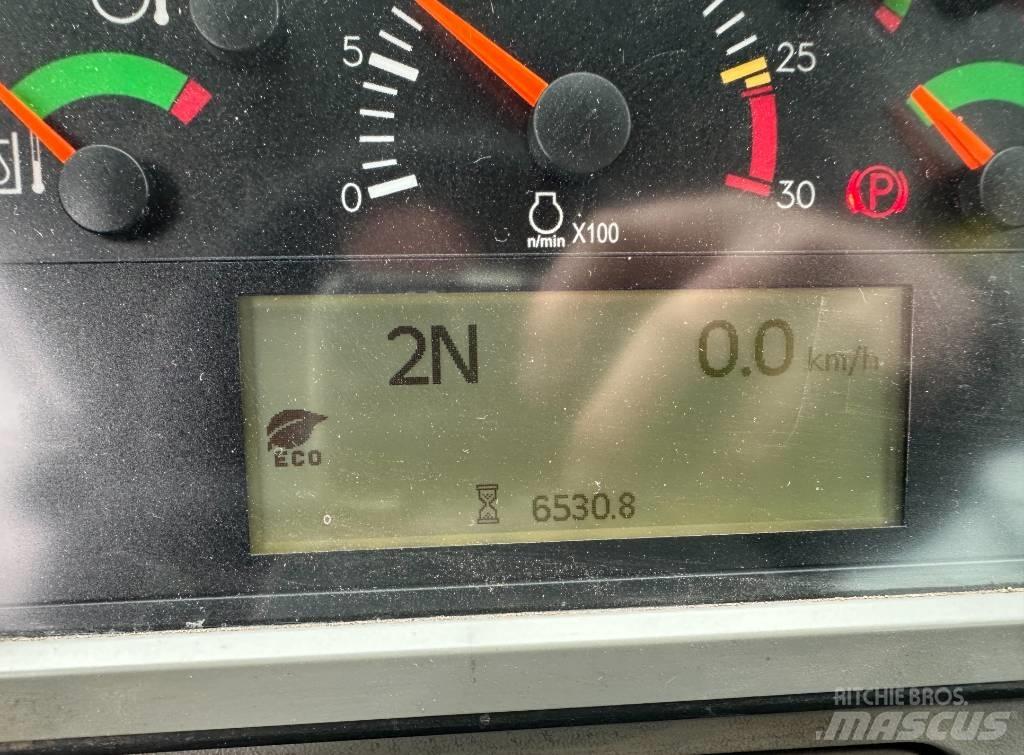 5
25
0
30
(P)
n/min X100
2N
0.0 km/h
ECO
6530.8
RITCHIE BROS.
MASCUS